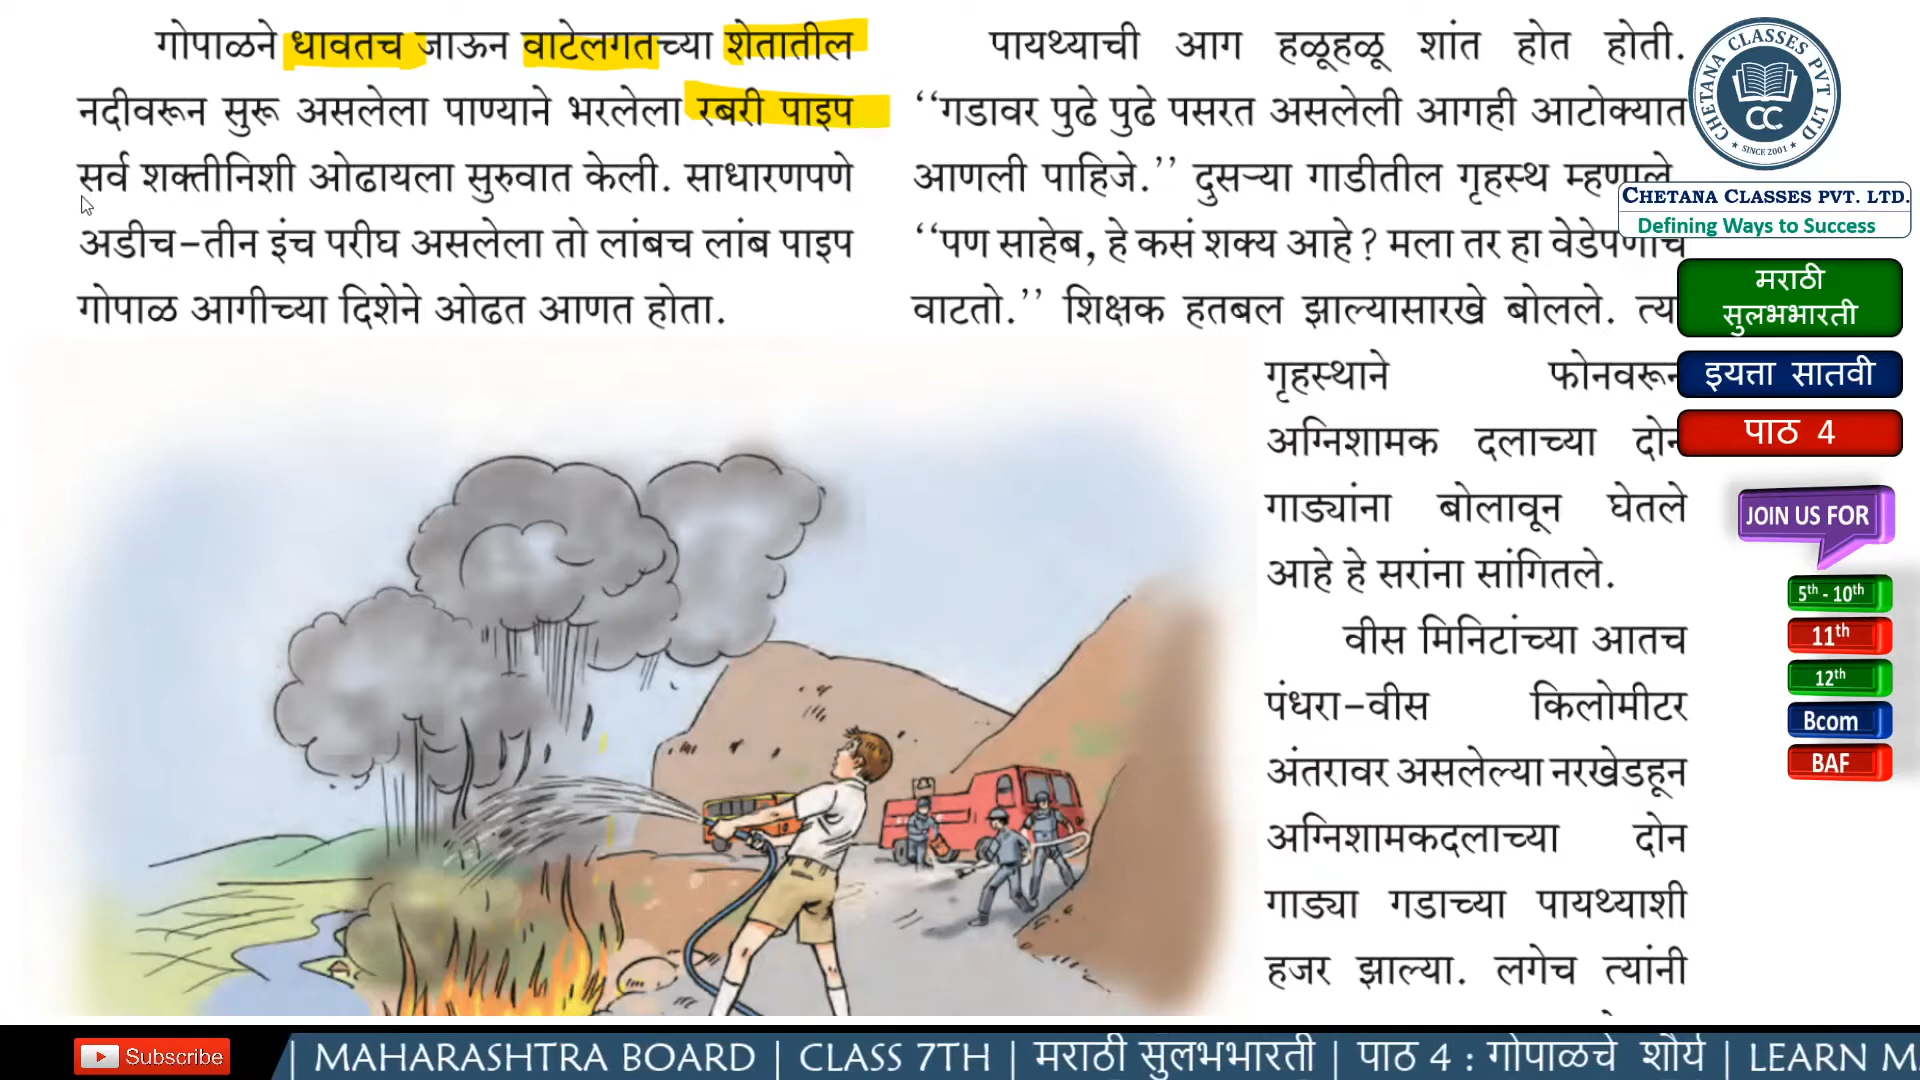 गोपाळने धावतच जाऊन वाटेलगतच्या शेतातील
नदीवरून सुरू असलेला पाण्याने भरलेला रबरी पाइप
सर्व शक्तीनिशी ओढायला सुरुवात केली. साधारणपणे
अडीच-तीन इंच परीघ असलेला तो लांबच लांब पाइप
गोपाळ आगीच्या दिशेने ओढत आणत होता.
पायथ्याची आग हळूहळू शांत होत होती.
“गडावर पुढे पुढे पसरत असलेली आगही आटोक्यात
आणली पाहिजे.” दुसऱ्या गाडीतील गृहस्थ म्हणाले
“पण साहेब, हे कसं शक्य आहे? मला तर हा वेडेपणाच
वाटतो.” शिक्षक हतबल झाल्यासारखे बोलले. त्या
गृहस्थाने फोनवरून
अग्निशामक दलाच्या दोन
गाड्यांना बोलावून घेतले
आहे हे सरांना सांगितले.
वीस मिनिटांच्या आतच
पंधरा-वीस किलोमीटर
अंतरावर असलेल्या नरखेडहून
अग्निशामकदलाच्या दोन
गाड्या गडाच्या पायथ्याशी
हजर झाल्या. लगेच त्यांनी
CHETANA CLASSES PVT LTD
CC
SINCE 2001
CHETANA CLASSES PVT. LTD.
Defining Ways to Success
मराठी
सुलभभारती
इयत्ता सातवी
पाठ 4
JOIN US FOR
5th - 10th
11th
12th
Bcom
BAF
Subscribe
| MAHARASHTRA BOARD | CLASS 7TH | मराठी सुलभभारती | पाठ 4 : गोपाळचे शौर्य | LEARN M